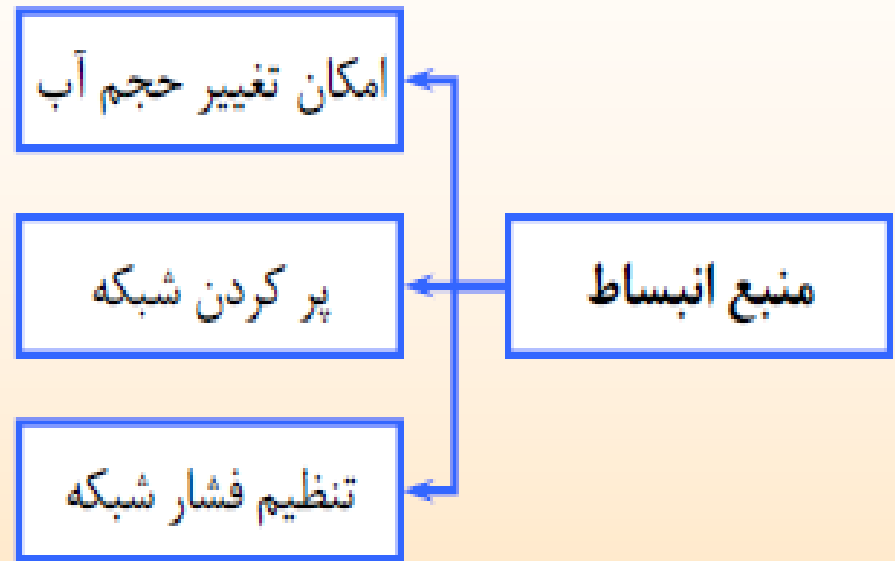 منبع انبساط
امکان تغییر حجم آب
پر کردن شبکه
تنظیم فشار شبکه